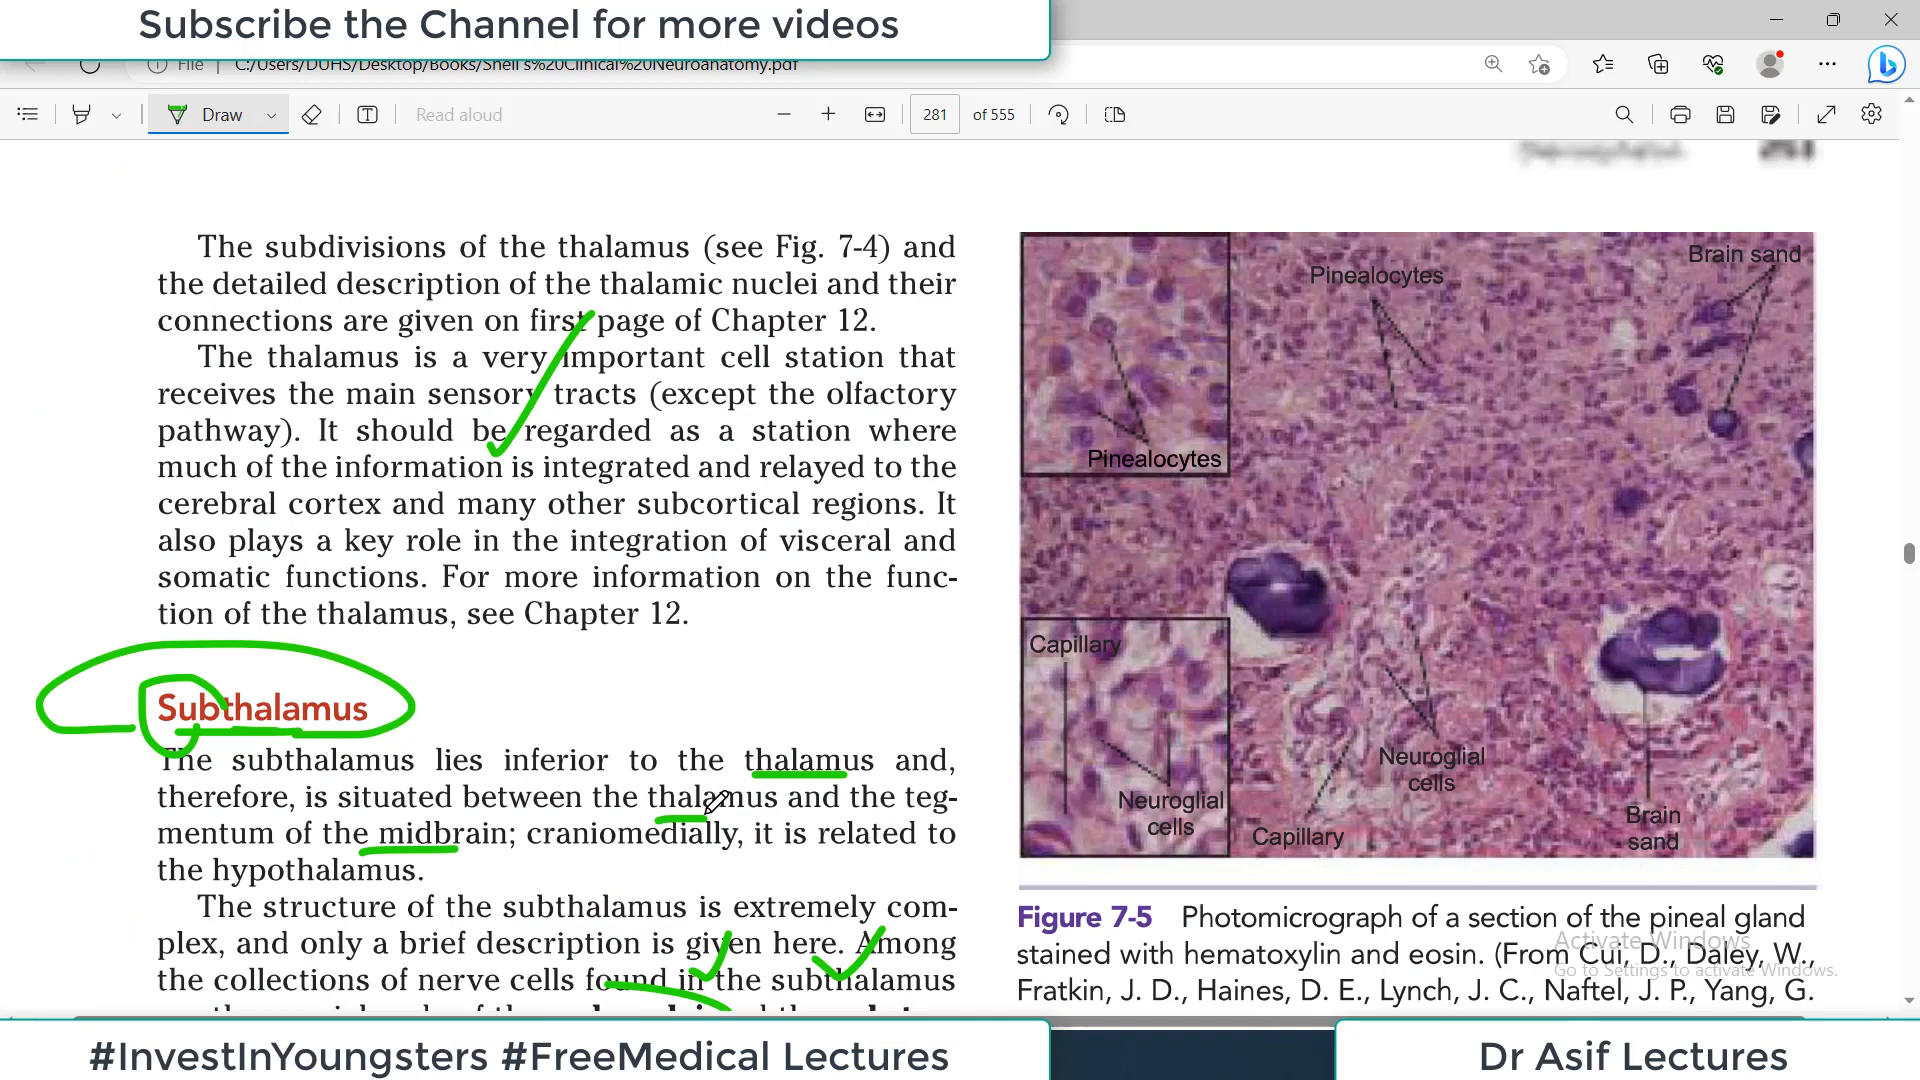 Subscribe the Channel for more videos
File
C:/Users/DUHS/Desktop/Books/Snell's%20Clinical%20Neuroanatomy.pdf
Draw
Read aloud
281 of 555
The subdivisions of the thalamus (see Fig. 7-4) and
the detailed description of the thalamic nuclei and their
connections are given on first page of Chapter 12.
The thalamus is a very important cell station that
receives the main sensory tracts (except the olfactory
pathway). It should be regarded as a station where
much of the information is integrated and relayed to the
cerebral cortex and many other subcortical regions. It
also plays a key role in the integration of visceral and
somatic functions. For more information on the func-
tion of the thalamus, see Chapter 12.
Subthalamus
The subthalamus lies inferior to the thalamus and,
therefore, is situated between the thalamus and the teg-
mentum of the midbrain; craniomedially, it is related to
the hypothalamus.
The structure of the subthalamus is extremely com-
plex, and only a brief description is given here. Among
the collections of nerve cells found in the subthalamus
Pinealocytes
Brain sand
Pinealocytes
Capillary
Neuroglial
cells
Neuroglial
cells
Capillary
Brain
sand
Figure 7-5 Photomicrograph of a section of the pineal gland
stained with hematoxylin and eosin. (From Cui, D., Daley, W.,
Fratkin, J. D., Haines, D. E., Lynch, J. C., Naftel, J. P., Yang, G.
Activate Windows
Go to Settings to activate Windows.
#InvestInYoungsters #FreeMedical Lectures
Dr Asif Lectures